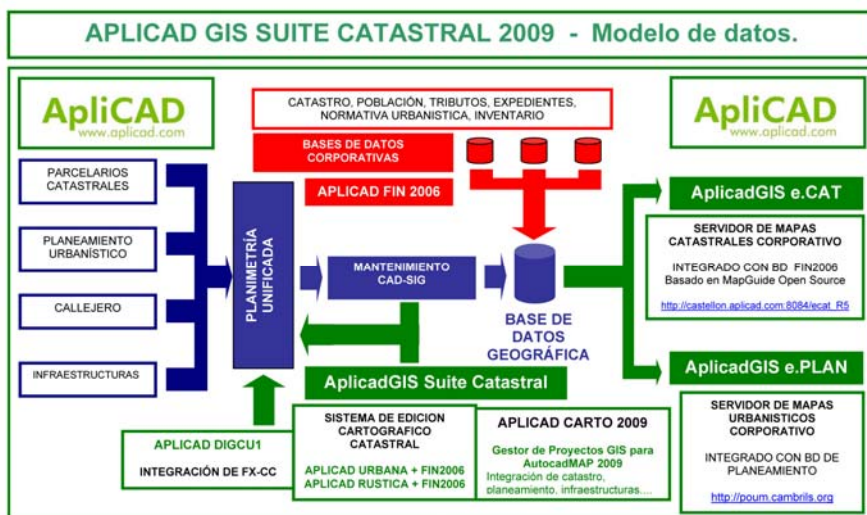 APLICAD GIS SUITE CATASTRAL 2009 - Modelo de datos.
ApliCAD
www.aplicad.com
CATASTRO, POBLACIÓN, TRIBUTOS, EXPEDIENTES,
NORMATIVA URBANISTICA, INVENTARIO
ApliCAD
www.aplicad.com
BASES DE DATOS
CORPORATIVAS
APLICAD FIN 2006
PARCELARIOS
CATASTRALES
PLANEAMIENTO
URBANÍSTICO
CALLEJERO
INFRAESTRUCTURAS
PLANIMETRÍA
UNIFICADA
MANTENIMIENTO
CAD-SIG
BASE DE
DATOS
GEOGRÁFICA
AplicadGIS e.CAT
SERVIDOR DE MAPAS
CATASTRALES CORPORATIVO
INTEGRADO CON BD FIN2006
Basado en MapGuide Open Source
http://castellon.aplicad.com:8084/ecat_R5
AplicadGIS Suite Catastral
AplicadGIS e.PLAN
APLICAD DIGCU1
INTEGRACIÓN DE FX-CC
SISTEMA DE EDICION
CARTOGRAFICO
CATASTRAL
APLICAD URBANA + FIN2006
APLICAD RUSTICA + FIN2006
APLICAD CARTO 2009
Gestor de Proyectos GIS para
AutocadMAP 2009
Integración de catastro,
planeamiento, infraestructuras....
SERVIDOR DE MAPAS
URBANISTICOS
CORPORATIVO
INTEGRADO CON BD DE
PLANEAMIENTO
http://poum.cambrils.org